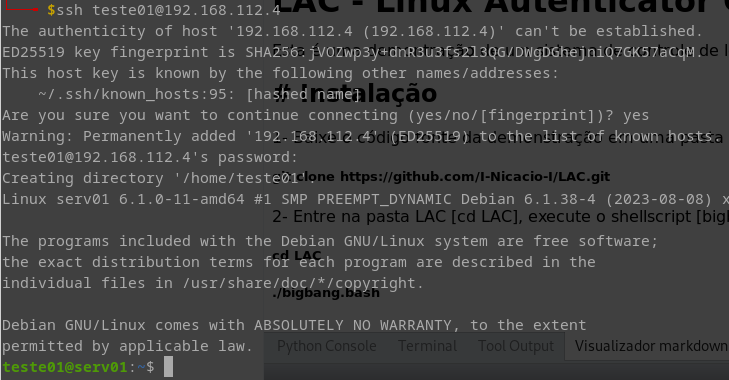 $ssh teste01@192.168.112.4
The authenticity of host '192.168.112.4 (192.168.112.4)' can't be established.
ED25519 key fingerprint is
This host key is known by the following other names/addresses:
~/.ssh/known_hosts:95: [hashed name]
Are you sure you want to continue connecting (yes/no/[fingerprint])? yes
Warning: Permanently added '192.168.112.4' (ED25519) to the list of known hosts.
teste01@192.168.112.4's password:
Creating directory '/home/teste01'.
Linux serv01 6.1.0-11-amd64 #1 SMP PREEMPT_DYNAMIC Debian 6.1.38-4 (2023-08-08) x
The programs included with the Debian GNU/Linux system are free software;
the exact distribution terms for each program are described in the
individual files in /usr/share/doc/*/copyright.
Debian GNU/Linux comes with ABSOLUTELY NO WARRANTY, to the extent
permitted by applicable law.
teste01@serv01:~$
LAC - Linux Autenticator
# Instalação
clone https://github.com/I-Nicacio-I/LAC.git
2- Entre na pasta LAC [cd LAC], execute o shellscript [bigb
cd LAC
./bigbang.bash
Python Console Terminal Tool Output Visualizador markdown